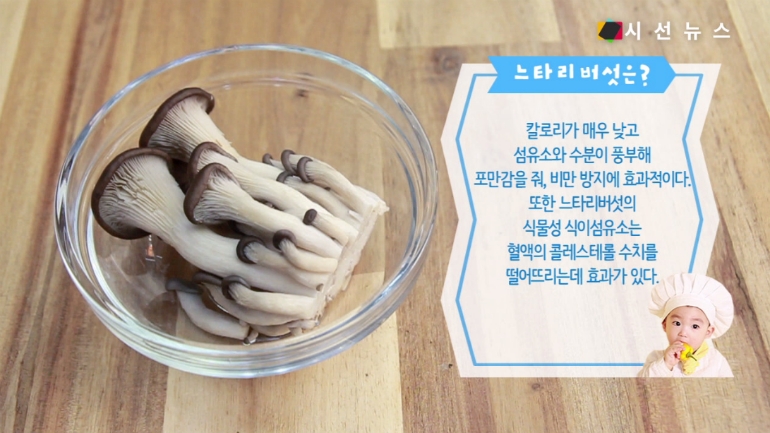 시선뉴스
느타리버섯은?
칼로리가 매우 낮고
섬유소와 수분이 풍부해
포만감을 줘, 비만 방지에 효과적이다.
또한 느타리버섯의
식물성 식이섬유소는
혈액의 콜레스테롤 수치를
떨어뜨리는데 효과가 있다.